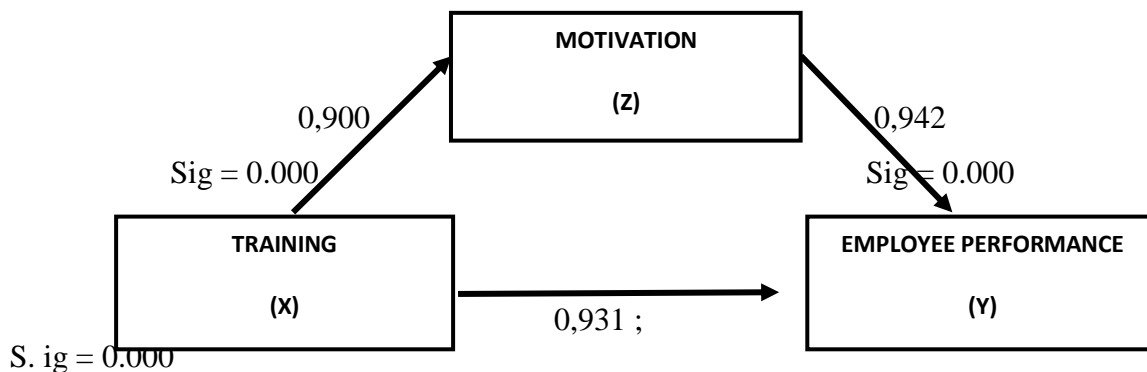 MOTIVATION
(Z)
0,900
0,942
Sig = 0.000
Sig = 0.000
TRAINING
(X)
EMPLOYEE PERFORMANCE
(Y)
0,931 ;
S. ig = 0.000